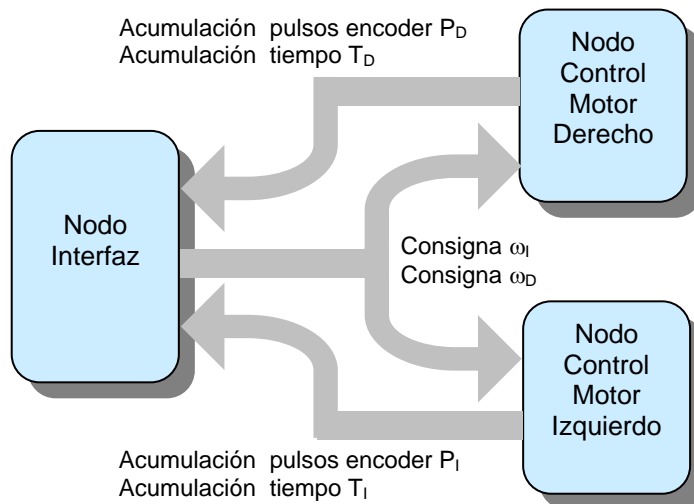 Acumulación pulsos encoder P_D
Acumulación tiempo T_D
Nodo
Control
Motor
Derecho
Nodo
Interfaz
Consigna ω_I
Consigna ω_D
Nodo
Control
Motor
Izquierdo
Acumulación pulsos encoder P_I
Acumulación tiempo T_I